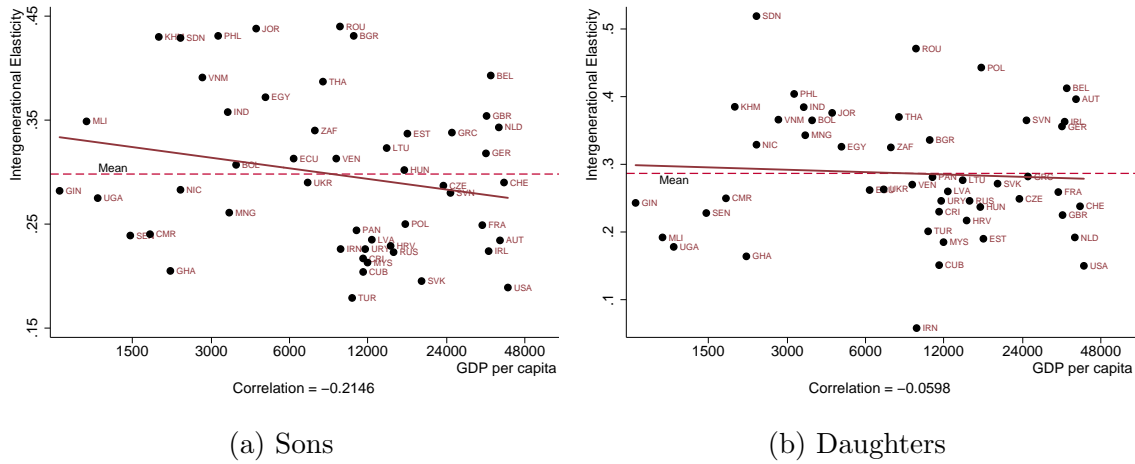 Intergenerational Elasticity
.45
.35
.25
.15
KHM SDN PHL JOR ROU BGR
VNM THA BEL
EGY
MLI IND GBR
ZAF EST GRC NLD
LTU GER
Mean
BOL ECU VEN HUN
UKR CZE CHE
GIN NIC SVN
UGA
MNG
POL FRA
SEN CMR PAN LVA AUT
IRN URY HRV RUS IRL
CRI MYS
GHA CUB SVK
USA
TUR
1500 3000 6000 12000 24000 48000
GDP per capita
Correlation = −0.2146
(a) Sons
Intergenerational Elasticity
.5
.4
.3
.2
.1
SDN
ROU
POL
BEL
PHL AUT
KHM IND JOR
VNM BOL THA SVN IRL
GER
MNG BGR
NIC EGY ZAF
Mean
PAN LTU GRC
UKR VEN SVK
LVA FRA
GIN CMR URY RUS CZE
HUN CHE
SEN CRI GBR
HRV
MLI TUR EST NLD
UGA MYS
GHA
CUB USA
IRN
1500 3000 6000 12000 24000 48000
GDP per capita
Correlation = −0.0598
(b) Daughters